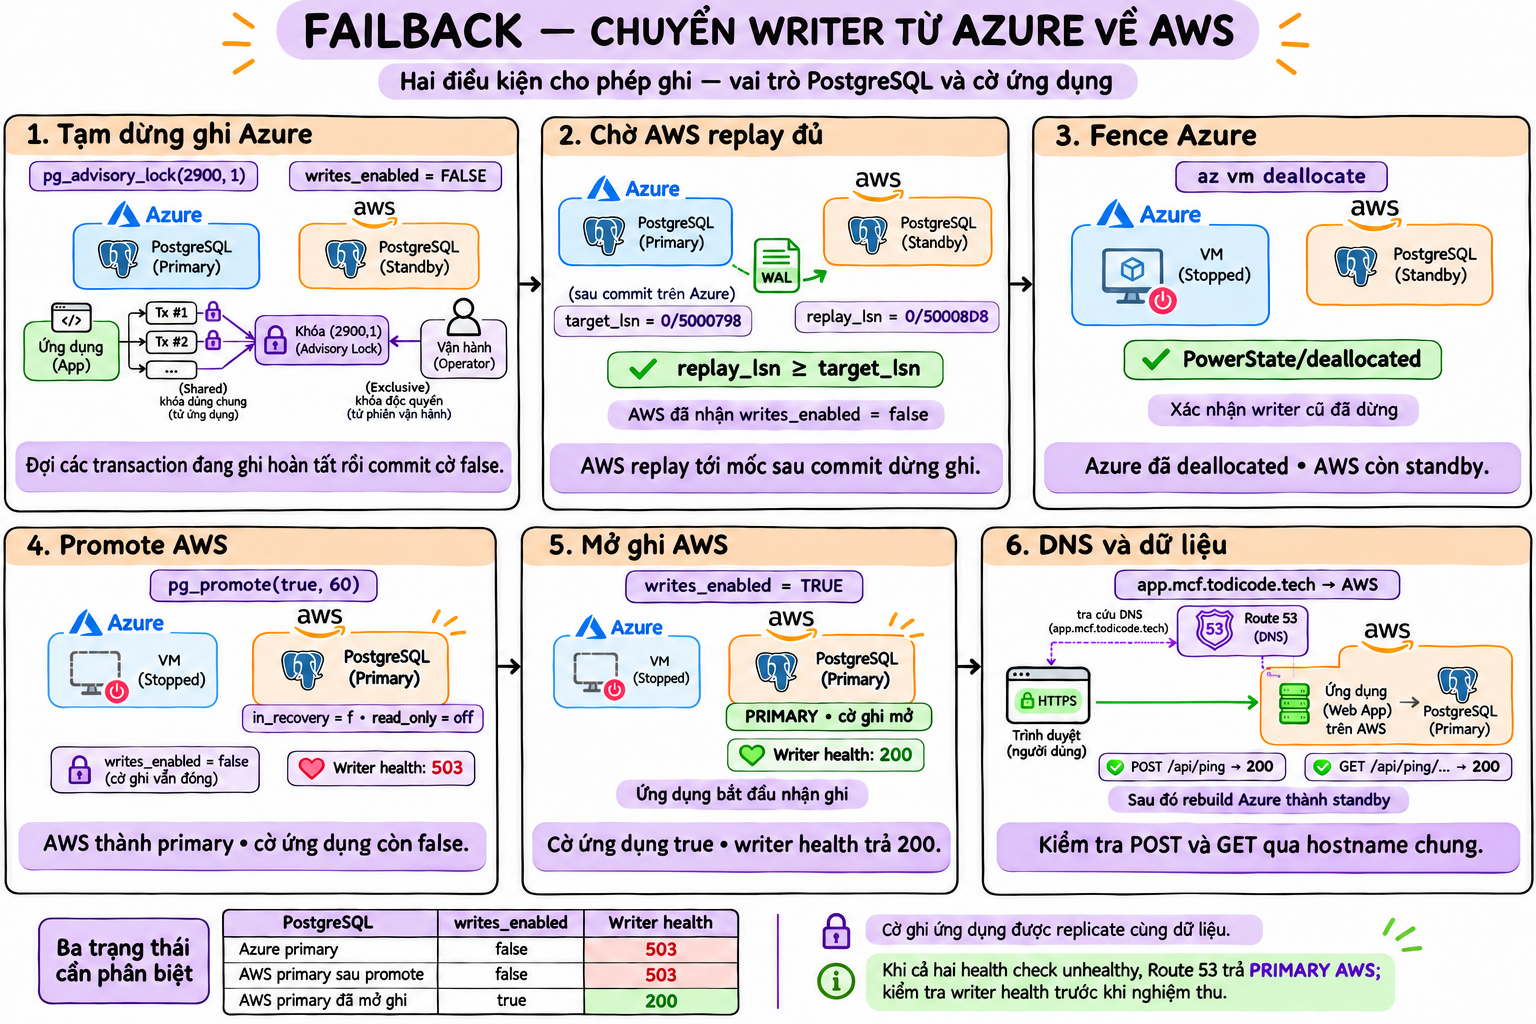 FAILBACK — CHUYỂN WRITER TỪ AZURE VỀ AWS
Hai điều kiện cho phép ghi — vai trò PostgreSQL và cờ ứng dụng
1. Tạm dừng ghi Azure
pg_advisory_lock(2900, 1)
writes_enabled = FALSE
Azure
PostgreSQL
(Primary)
aws
PostgreSQL
(Standby)
Ứng dụng
(App)
Tx #1
Tx #2
...
Khóa (2900,1)
(Advisory Lock)
Vận hành
(Operator)
(Shared)
khóa dùng chung
(từ ứng dụng)
(Exclusive)
khóa độc quyền
(từ phiên vận hành)
Đợi các transaction đang ghi hoàn tất rồi commit cờ false.
2. Chờ AWS replay đủ
Azure
PostgreSQL
(Primary)
aws
PostgreSQL
(Standby)
WAL
(sau commit trên Azure)
target_lsn = 0/5000798
replay_lsn = 0/50008D8
replay_lsn ≥ target_lsn
AWS đã nhận writes_enabled = false
AWS replay tới mốc sau commit dừng ghi.
3. Fence Azure
az vm deallocate
Azure
VM
(Stopped)
aws
PostgreSQL
(Standby)
PowerState/deallocated
Xác nhận writer cũ đã dừng
Azure đã deallocated • AWS còn standby.
4. Promote AWS
pg_promote(true, 60)
Azure
VM
(Stopped)
aws
PostgreSQL
(Primary)
in_recovery = f • read_only = off
writes_enabled = false
(cờ ghi vẫn đóng)
Writer health: 503
AWS thành primary • cờ ứng dụng còn false.
5. Mở ghi AWS
writes_enabled = TRUE
Azure
VM
(Stopped)
aws
PostgreSQL
(Primary)
PRIMARY • cờ ghi mở
Writer health: 200
Ứng dụng bắt đầu nhận ghi
Cờ ứng dụng true • writer health trả 200.
6. DNS và dữ liệu
app.mcf.todicode.tech → AWS
tra cứu DNS
(app.mcf.todicode.tech)
53
Route 53
(DNS)
aws
HTTPS
Trình duyệt
(người dùng)
Ứng dụng
(Web App)
trên AWS
PostgreSQL
(Primary)
POST /api/ping → 200
GET /api/ping/... → 200
Sau đó rebuild Azure thành standby
Kiểm tra POST và GET qua hostname chung.
Ba trạng thái
cần phân biệt
PostgreSQL writes_enabled Writer health
Azure primary false 503
AWS primary sau promote false 503
AWS primary đã mở ghi true 200
Cờ ghi ứng dụng được replicate cùng dữ liệu.
Khi cả hai health check unhealthy, Route 53 trả PRIMARY AWS;
kiểm tra writer health trước khi nghiệm thu.